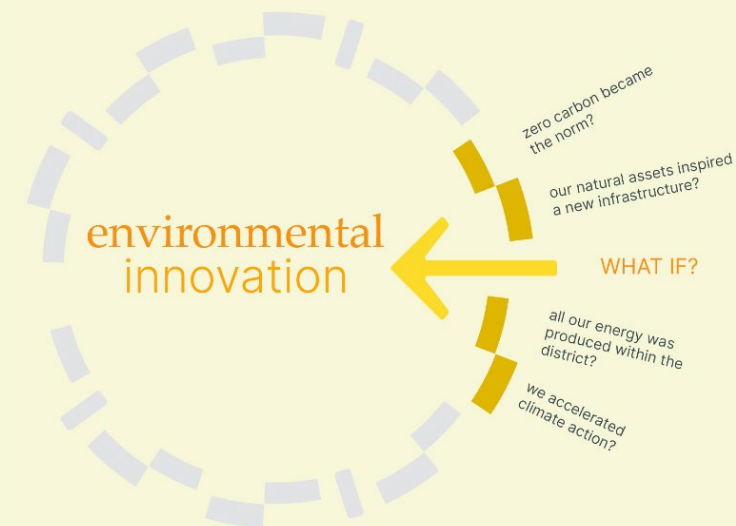 zero carbon became
the norm?
our natural assets inspired
a new infrastructure?
environmental
innovation
WHAT IF?
all our energy was
produced within the
district?
we accelerated
climate action?